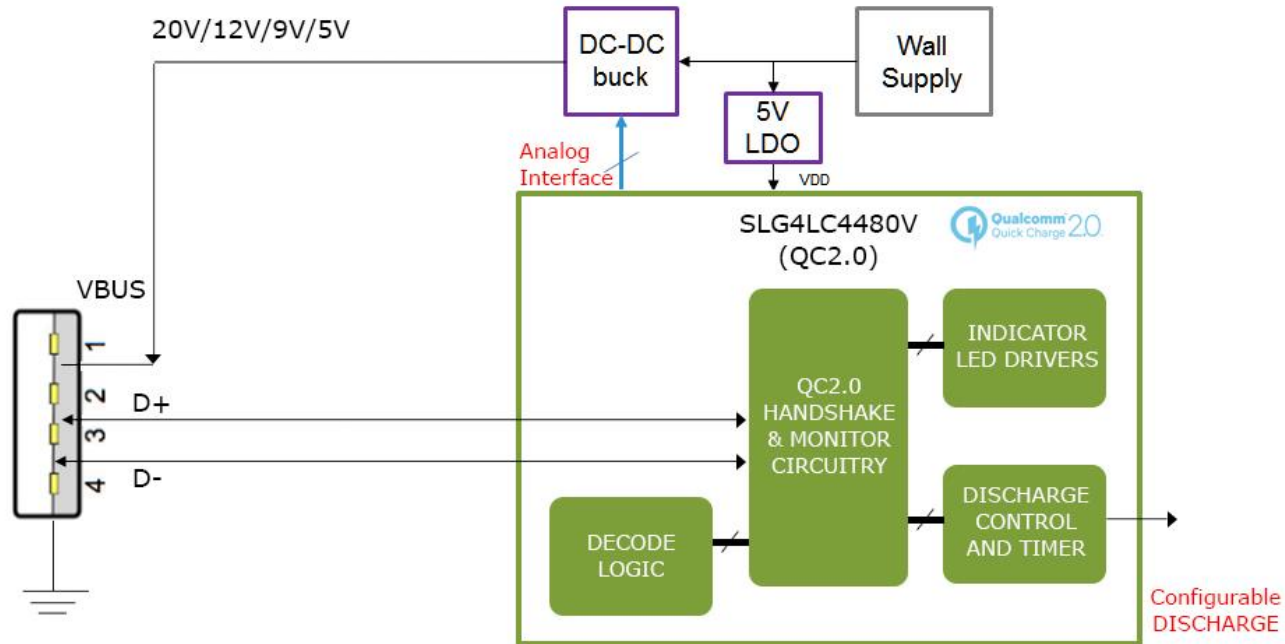 20V/12V/9V/5V
DC-DC
buck
Wall
Supply
5V
LDO
Analog
Interface
VDD
SLG4LC4480V
(QC2.0)
Qualcomm
Quick Charge 2.0
VBUS
1
2
3
4
D+
D-
QC2.0
HANDSHAKE
& MONITOR
CIRCUITRY
INDICATOR
LED DRIVERS
DECODE
LOGIC
DISCHARGE
CONTROL
AND TIMER
Configurable
DISCHARGE